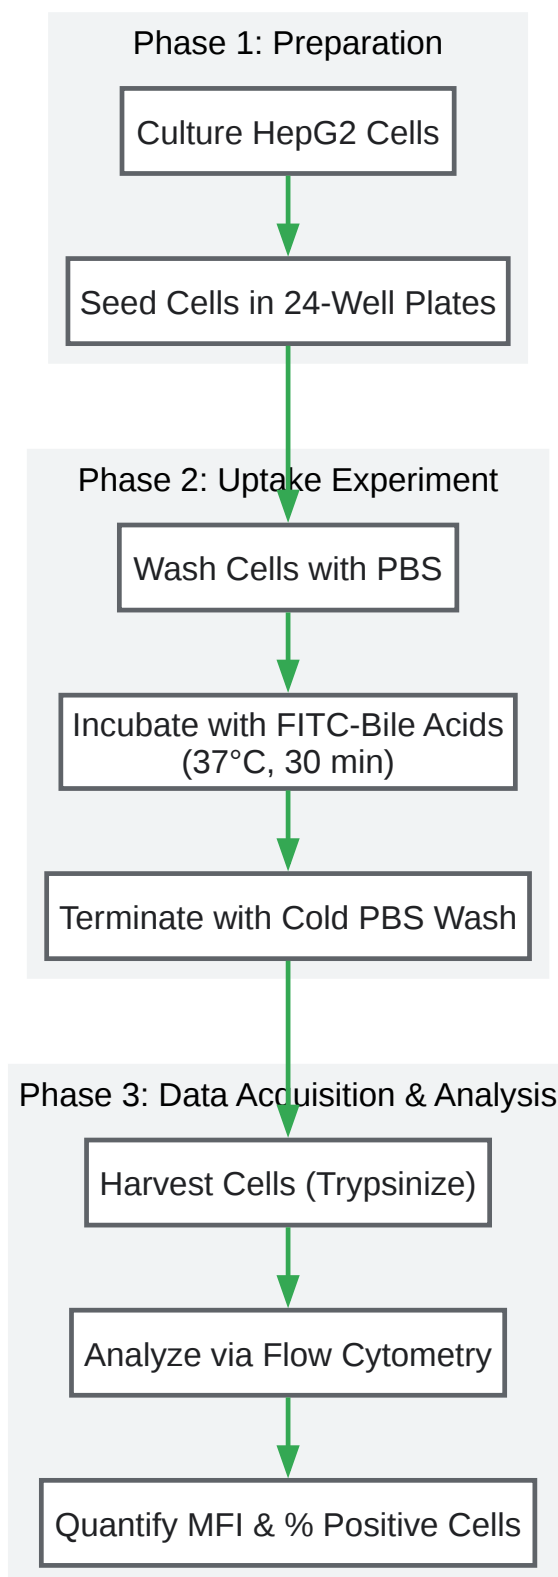 Phase 1: Preparation
Culture HepG2 Cells
Seed Cells in 24-Well Plates
Phase 2: Uptake Experiment
Wash Cells with PBS
Incubate with FITC-Bile Acids
(37°C, 30 min)
Terminate with Cold PBS Wash
Phase 3: Data Acquisition & Analysis
Harvest Cells (Trypsinize)
Analyze via Flow Cytometry
Quantify MFI & % Positive Cells